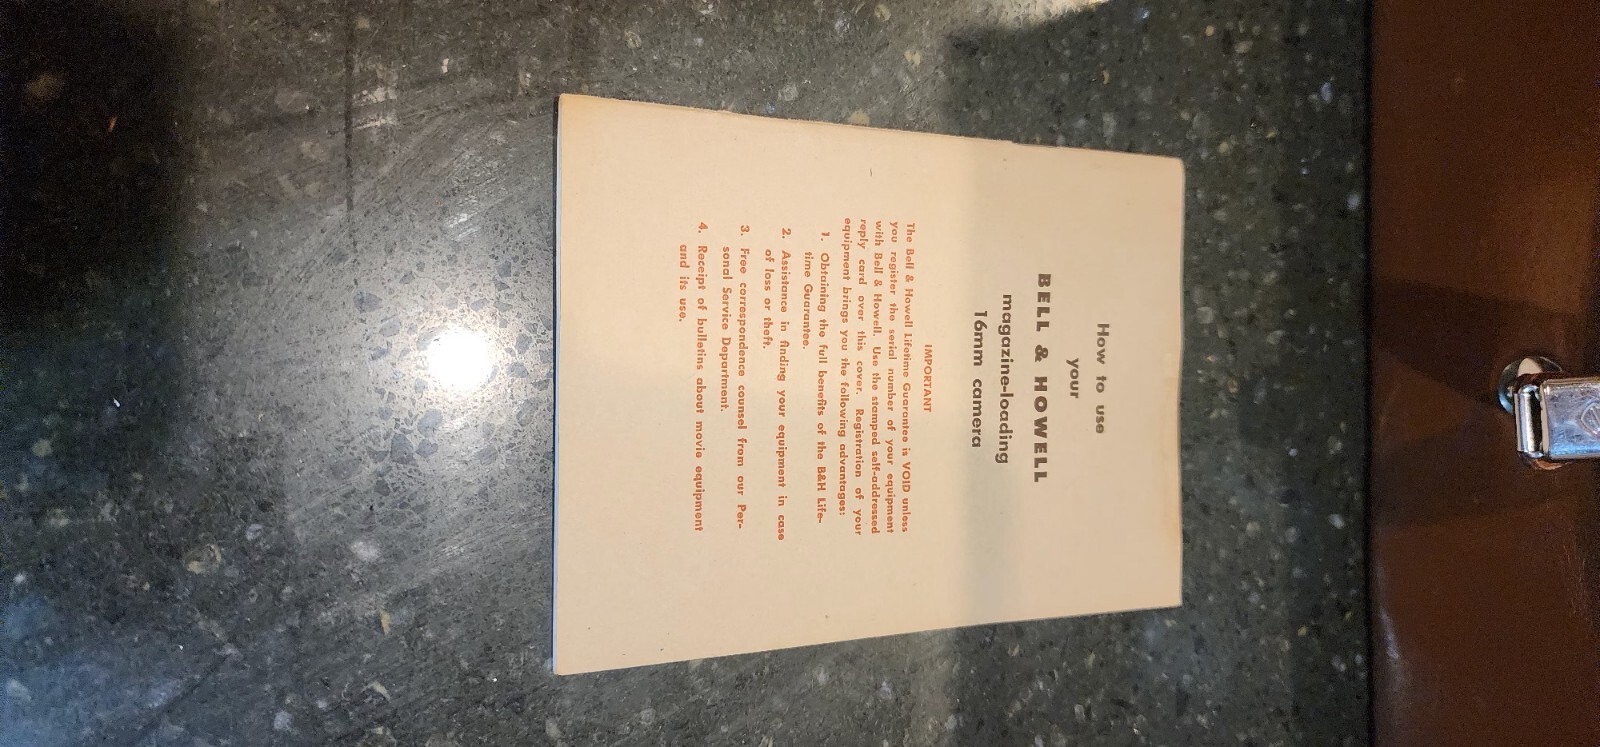 How to use
your
BELL & HOWELL
magazine-loading
16mm camera
IMPORTANT
The Bell & Howell Lifetime Guarantee is VOID unless
you register the serial number of your equipment
with Bell & Howell. Use the stamped self-addressed
reply card over this cover. Registration of your
equipment brings you the following advantages:
1. Obtaining the full benefits of the B&H Life-
time Guarantee.
2. Assistance in finding your equipment in case
of loss or theft.
3. Free correspondence counsel from our Per-
sonal Service Department.
4. Receipt of bulletins about movie equipment
and its use.